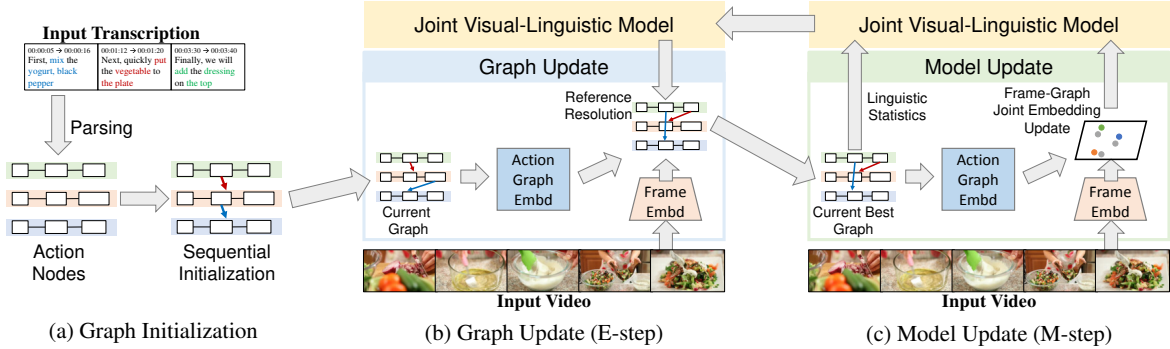 Input Transcription
00:00:05 → 00:00:16
First, mix the
yogurt, black
pepper
00:01:12 → 00:01:20
Next, quickly put
the vegetable to
the plate
00:03:30 → 00:03:40
Finally, we will
add the dressing
on the top
Parsing
Action
Nodes
Sequential
Initialization
(a) Graph Initialization
Joint Visual-Linguistic Model
Graph Update
Reference
Resolution
Current
Graph
Action
Graph
Embd
Frame
Embd
Input Video
(b) Graph Update (E-step)
Joint Visual-Linguistic Model
Model Update
Linguistic
Statistics
Frame-Graph
Joint Embedding
Update
Current Best
Graph
Action
Graph
Embd
Frame
Embd
Input Video
(c) Model Update (M-step)